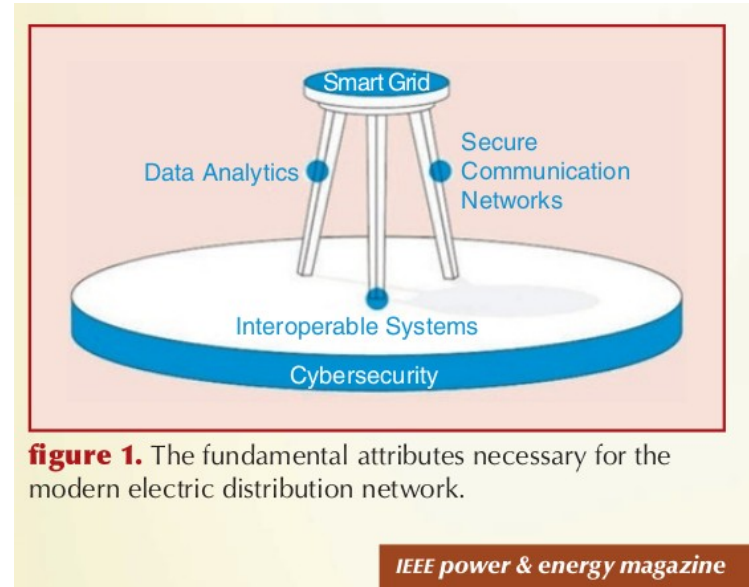 Smart Grid
Data Analytics
Secure
Communication
Networks
Interoperable Systems
Cybersecurity
figure 1. The fundamental attributes necessary for the
modern electric distribution network.
IEEE power & energy magazine